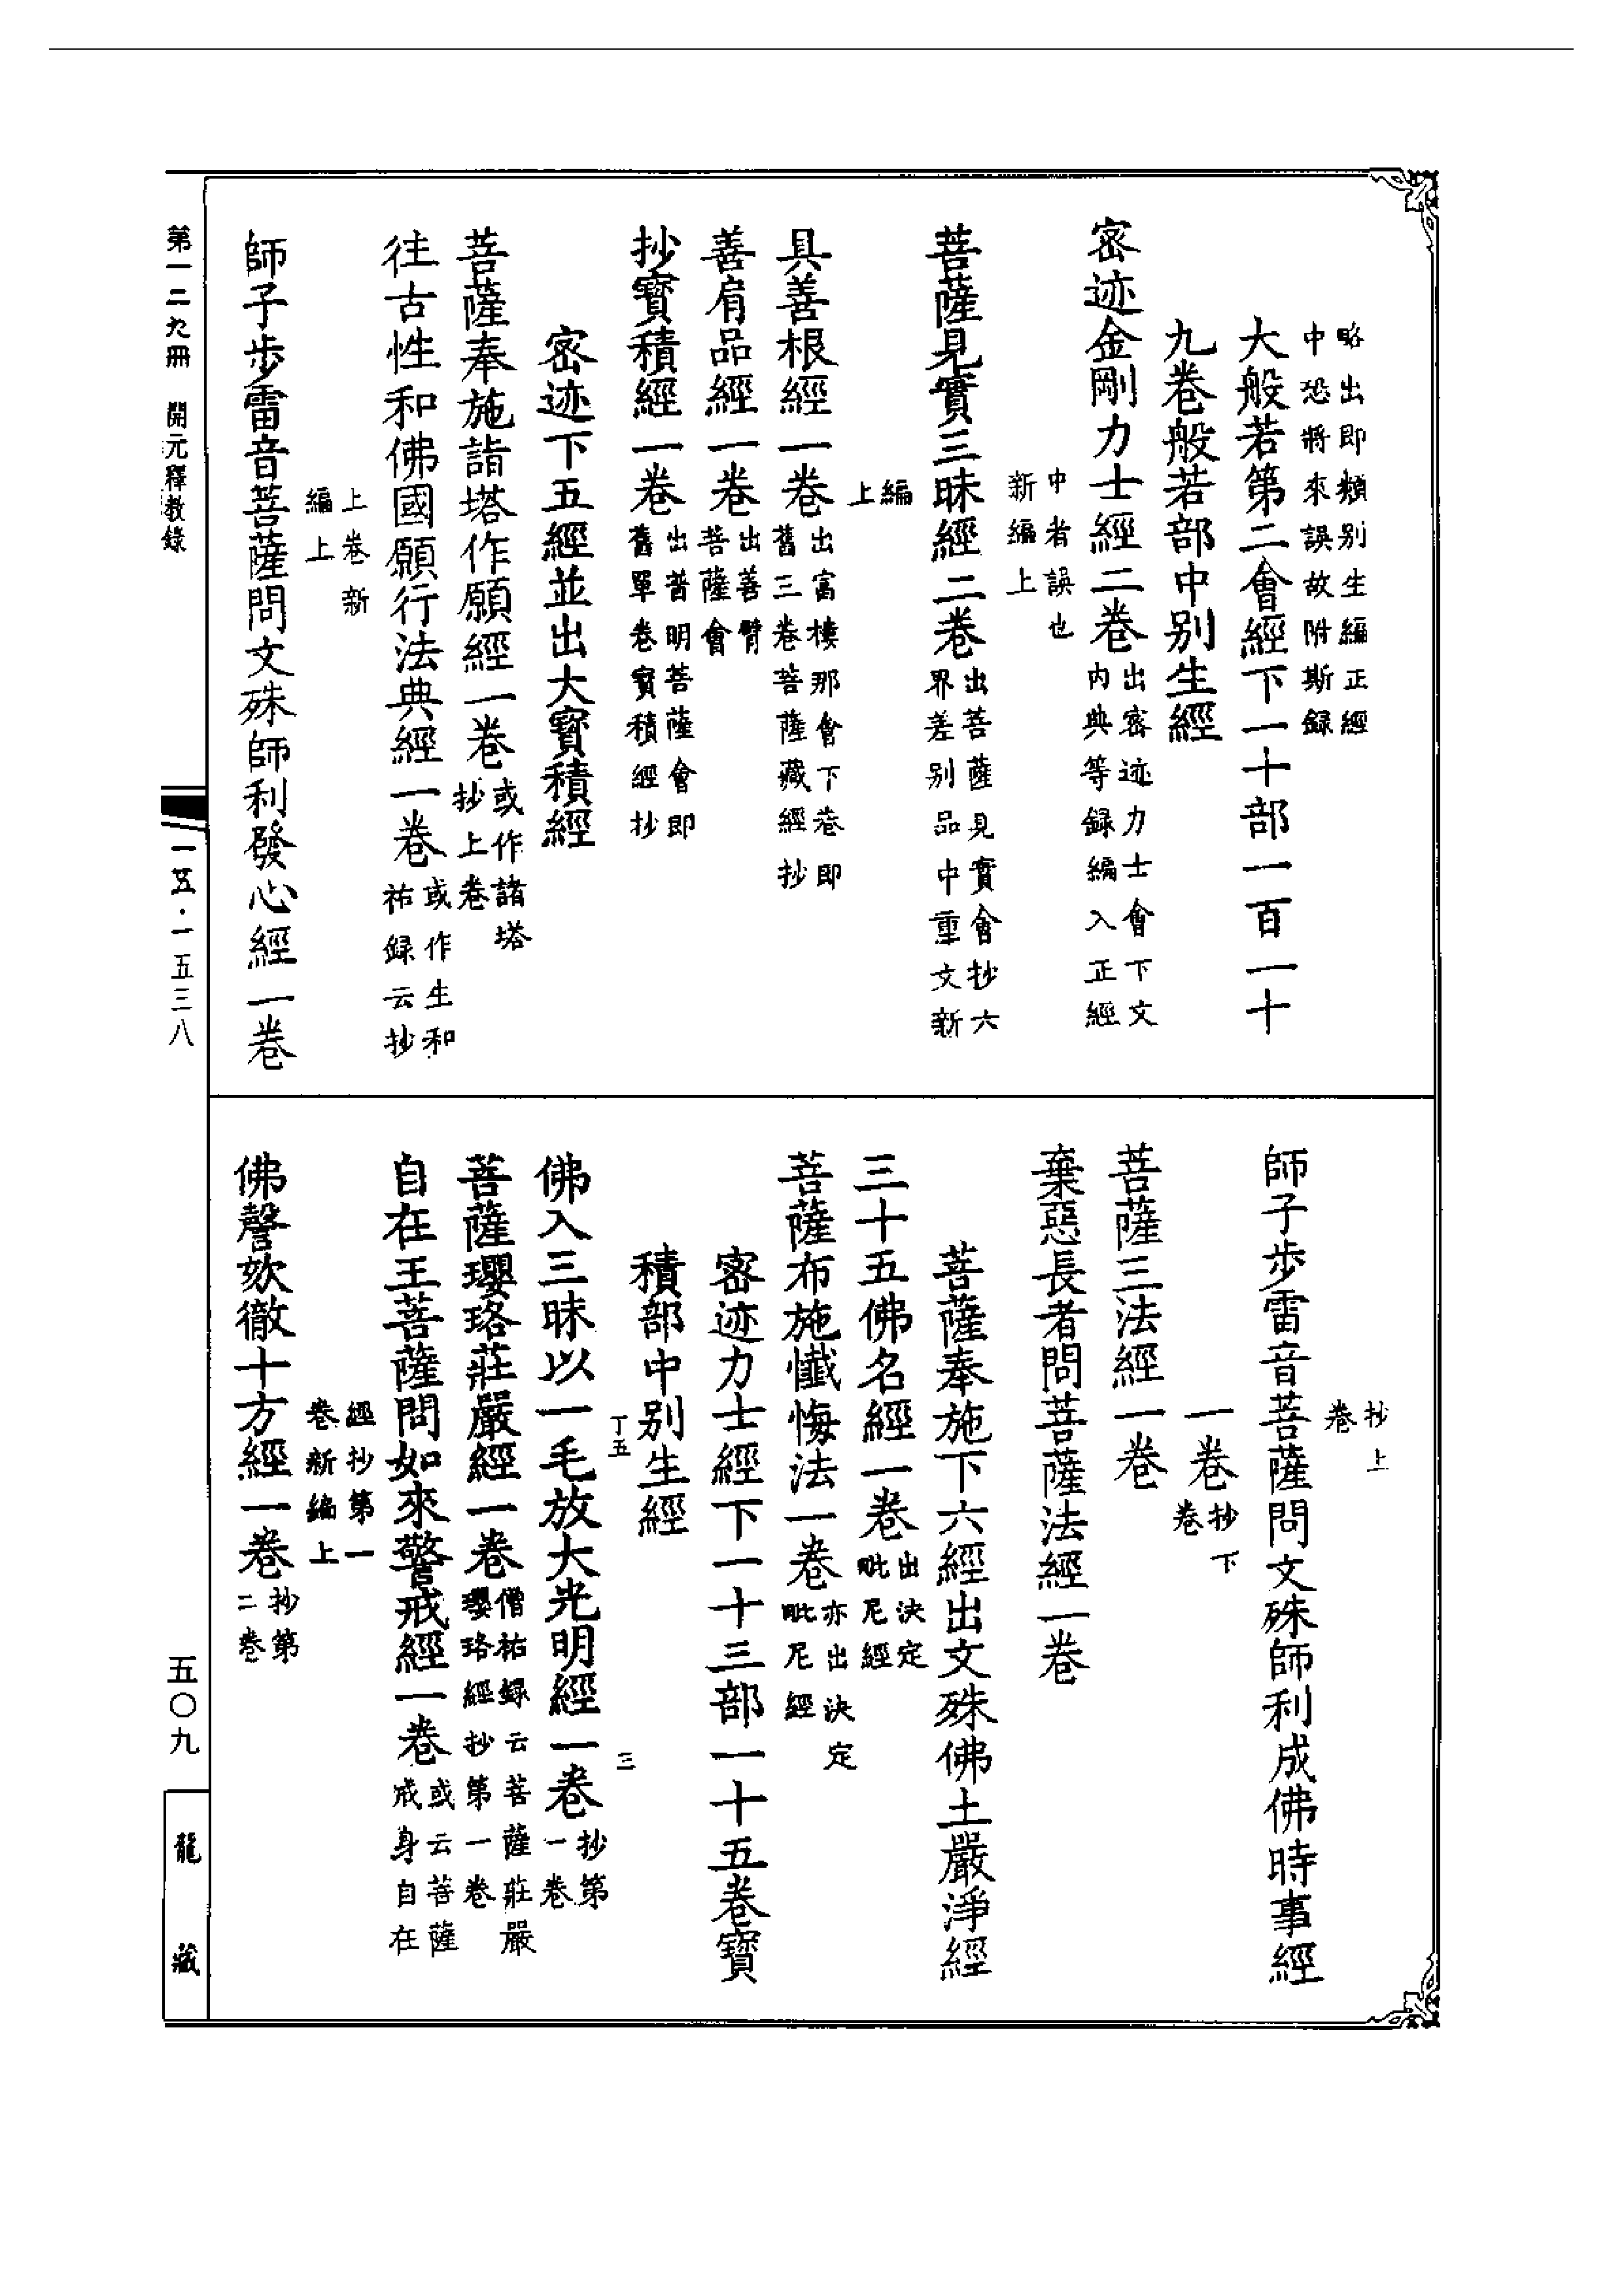 略出即類別生編正經
中恐將來誤故附斯録
大般若第二會經下一十部一百一十
九卷般若部中別生經
密迹金剛力士經二卷
出密迹力士會下文
内典等録編入正經
中者誤也
新編上
菩薩見實三昧經二卷
出菩薩見實會抄六
界差别品中重文新
編
上
具善根經一卷
出富樓那會下卷即
舊三卷菩薩藏經抄
善肩品經一卷
出善臂
菩薩會
抄寳積經一卷
出普明菩薩會即
舊單卷寳積經抄
密迹下五經並出大寳積經
菩薩奉施詣塔作願經一卷
或作諸塔
抄上卷
往古性和佛國願行法典經一卷
或作生和
祐録云抄
上卷新
編上
師子步雷音菩薩問文殊師利發心經一卷
抄上
卷
師子步雷音菩薩問文殊師利成佛時事經
一卷
抄下
卷
菩薩三法經一卷
棄惡長者問菩薩法經一卷
菩薩奉施下六經出文殊佛土嚴淨經
三十五佛名經一卷
出決定
毗尼經
菩薩布施懺悔法一卷
亦出決定
毗尼經
密迹力士經下一十三部一十五卷寳
積部中别生經
丁五
三
佛入三昧以一毛放大光明經一卷
抄第
一卷
菩薩瓔珞莊嚴經一卷
僧祐録云菩薩莊嚴
瓔珞經抄第一卷
自在王菩薩問如來警戒經一卷
或云菩薩
戒身自在
經抄第一
卷新編上
佛謦欬徹十方經一卷
抄第
二卷
第一二九冊　開元釋教錄
一五·一五三八
五〇九
龍藏